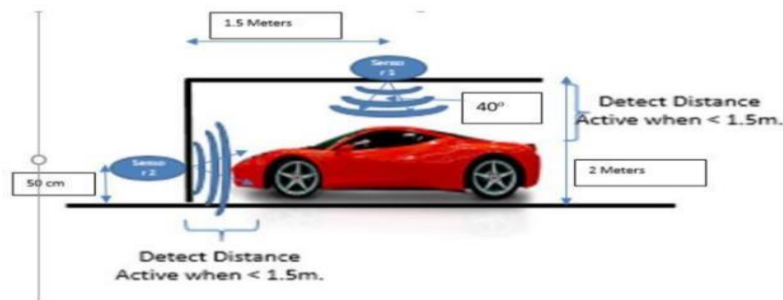 1.5 Meters
Senso
r 1
40°
Detect Distance
Active when < 1.5m.
Senso
r 2
50 cm
2 Meters
Detect Distance
Active when < 1.5m.